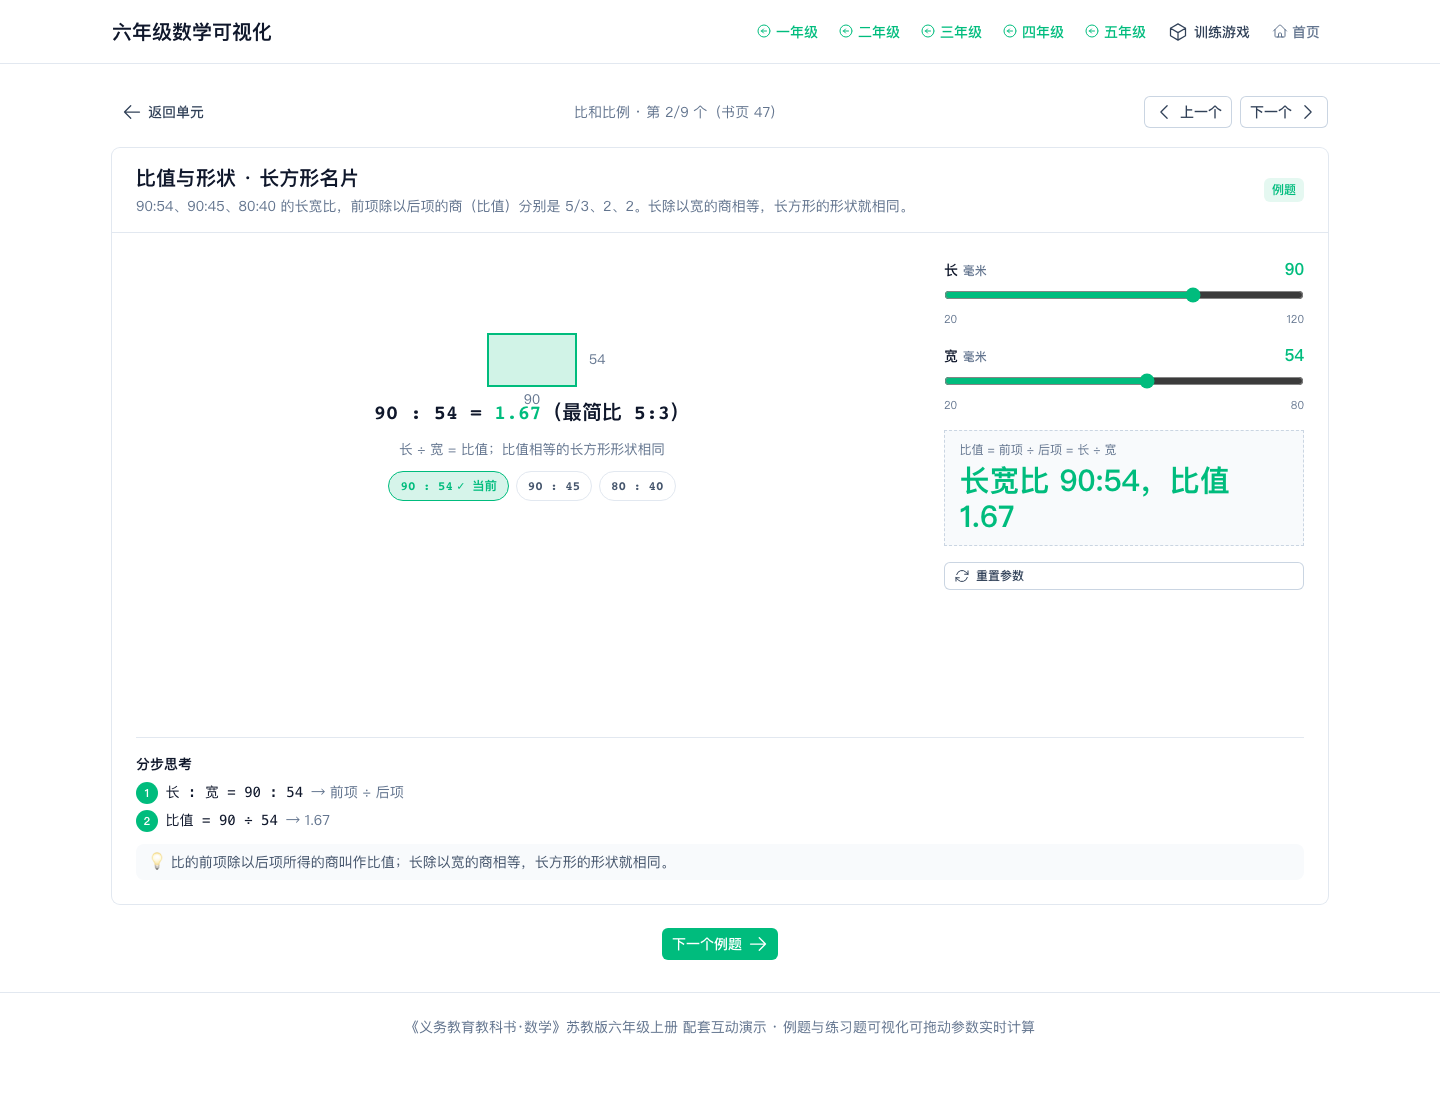 六年级数学可视化
一年级 二年级 三年级 四年级 五年级 训练游戏 首页
返回单元
比和比例 · 第 2/9 个（书页 47）
上一个 下一个
比值与形状 · 长方形名片
90:54、90:45、80:40 的长宽比，前项除以后项的商（比值）分别是 5/3、2、2。长除以宽的商相等，长方形的形状就相同。
例题
54
90
90 : 54 = 1.67（最简比 5:3）
长 ÷ 宽 = 比值；比值相等的长方形形状相同
90 : 54 ✓ 当前 90 : 45 80 : 40
长 毫米 90
20 120
宽 毫米 54
20 80
比值 = 前项 ÷ 后项 = 长 ÷ 宽
长宽比 90:54，比值
1.67
重置参数
分步思考
1 长 : 宽 = 90 : 54 → 前项 ÷ 后项
2 比值 = 90 ÷ 54 → 1.67
💡 比的前项除以后项所得的商叫作比值；长除以宽的商相等，长方形的形状就相同。
下一个例题 →
《义务教育教科书·数学》苏教版六年级上册 配套互动演示 · 例题与练习题可视化可拖动参数实时计算